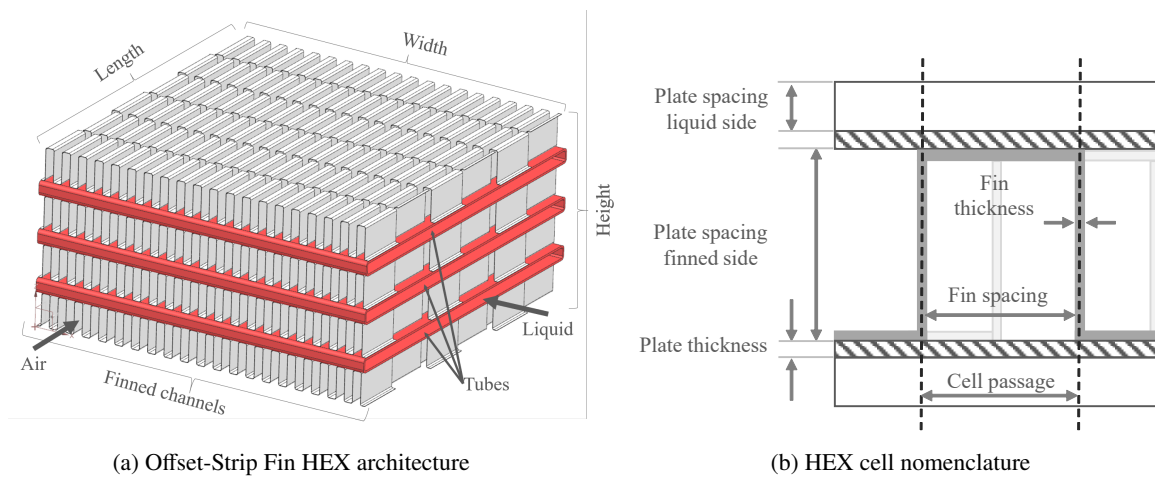 Length
Width
Height
Air
Finned channels
Tubes
Liquid
(a) Offset-Strip Fin HEX architecture
Plate spacing
liquid side
Fin
thickness
Plate spacing
finned side
Fin spacing
Plate thickness
Cell passage
(b) HEX cell nomenclature